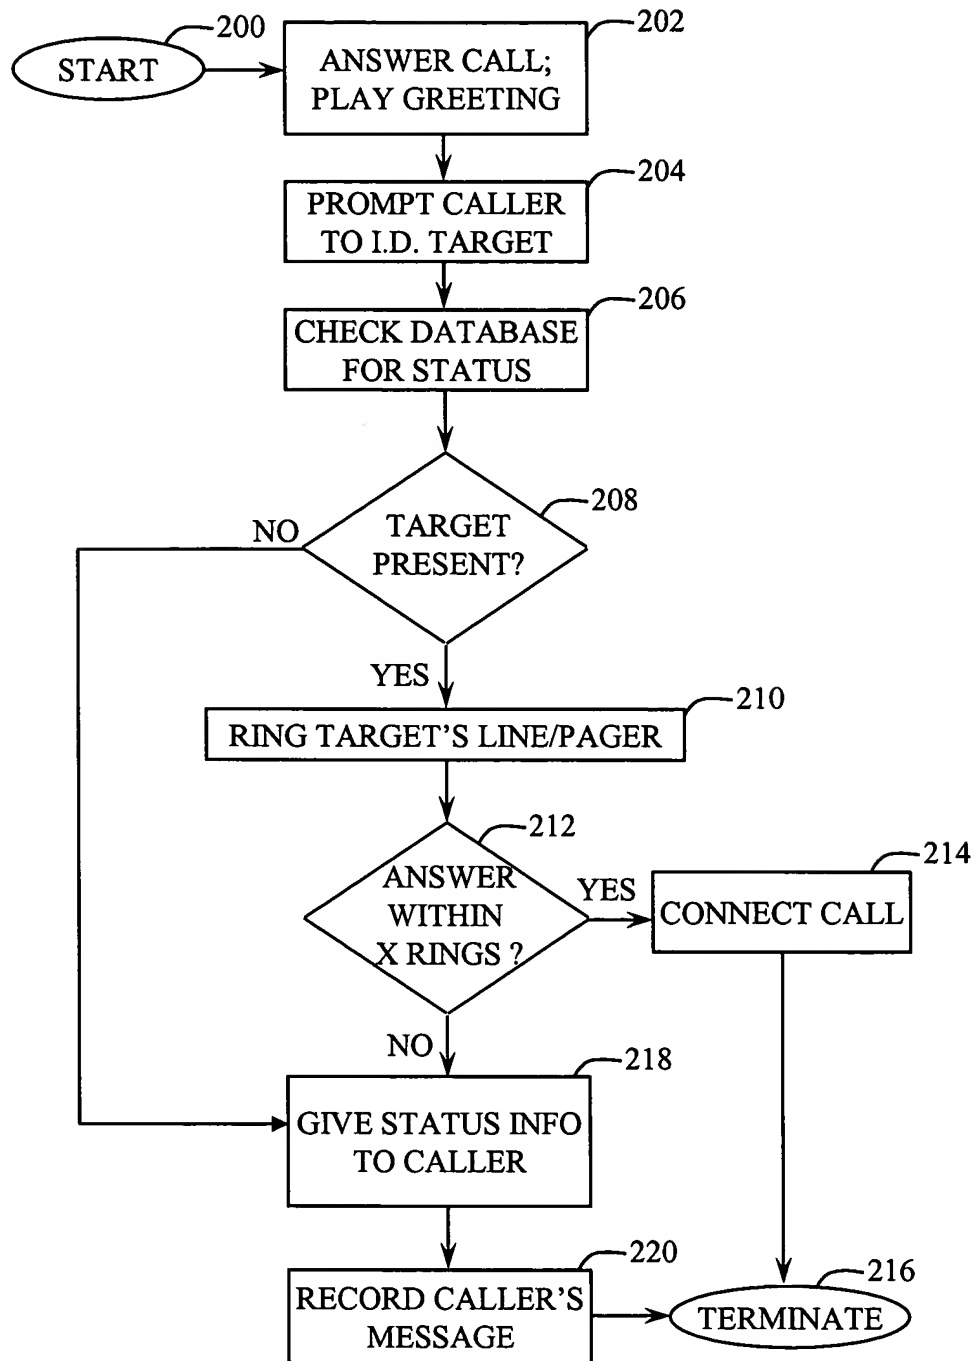 200
START
202
ANSWER CALL;
PLAY GREETING
204
PROMPT CALLER
TO I.D. TARGET
206
CHECK DATABASE
FOR STATUS
208
TARGET
PRESENT?
NO
YES
210
RING TARGET'S LINE/PAGER
212
ANSWER
WITHIN
X RINGS ?
YES
214
CONNECT CALL
NO
218
GIVE STATUS INFO
TO CALLER
220
RECORD CALLER'S
MESSAGE
216
TERMINATE